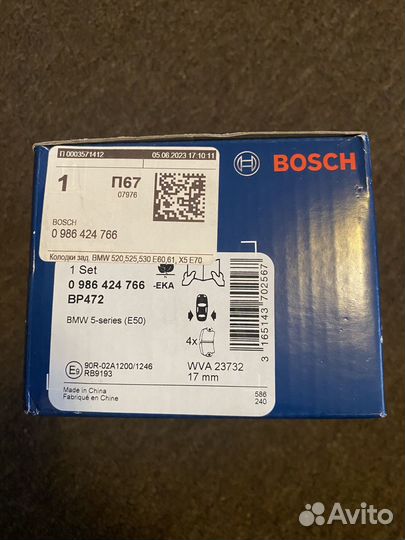 П 0003571412 05.08.2023 17:10:11
1 П67
07976
BOSCH
0 986 424 766
Колодки зад. BMW 520,525,530 E60,61, X5 E70
BOSCH
1 Set
0 986 424 766
-EKA
BP472
BMW 5-series (E50)
4x
E9 90R-02A1200/1246
RB9193
WVA 23732
17 mm
Made in China
Fabriqué en Chine
586
240
3 165143 702567
Avito